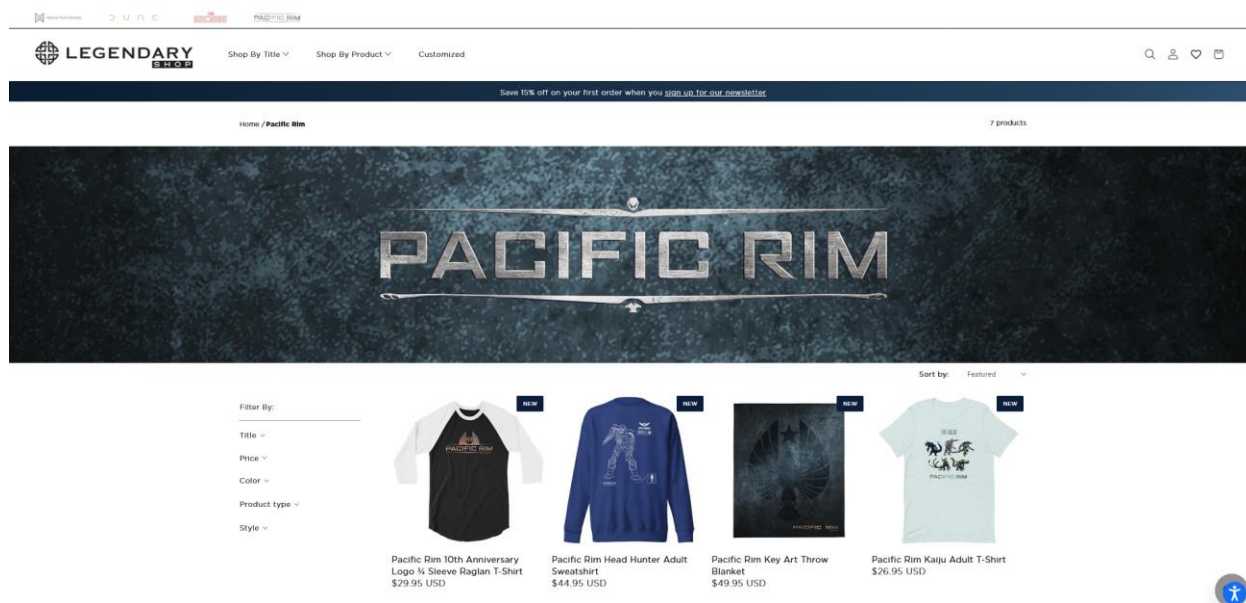 DUNE
PACIFIC RIM
LEGENDARY
SHOP
Shop By Title
Shop By Product
Customized
Save 15% off on your first order when you sign up for our newsletter
Home / Pacific Rim
7 products
PACIFIC RIM
Sort by: Featured
Filter By:
Title
Price
Color
Product type
Style
NEW
NEW
NEW
NEW
PACIFIC RIM
PACIFIC RIM
PACIFIC RIM
Pacific Rim 10th Anniversary
Logo ¾ Sleeve Raglan T-Shirt
$29.95 USD
Pacific Rim Head Hunter Adult
Sweatshirt
$44.95 USD
Pacific Rim Key Art Throw
Blanket
$49.95 USD
Pacific Rim Kaiju Adult T-Shirt
$26.95 USD